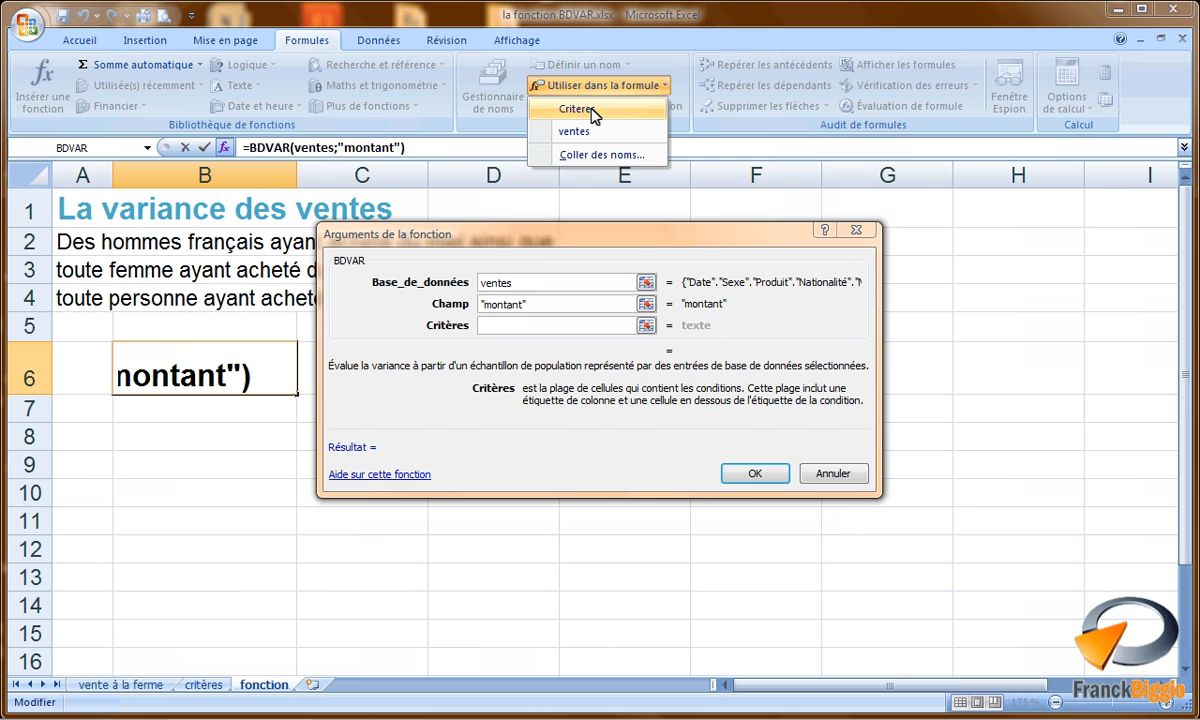 la fonction BDVAR.xlsx - Microsoft Excel
Accueil Insertion Mise en page Formules Données Révision Affichage
Insérer une fonction
Σ Somme automatique
Utilisée(s) récemment
Financier
Logique
Texte
Date et heure
Recherche et référence
Maths et trigonométrie
Plus de fonctions
Bibliothèque de fonctions
Gestionnaire de noms
Définir un nom
Utiliser dans la formule
Criteres
ventes
Coller des noms...
Repérer les antécédents
Repérer les dépendants
Supprimer les flèches
Afficher les formules
Vérification des erreurs
Évaluation de formule
Audit de formules
Fenêtre Espion
Options de calcul
Calcul
BDVAR
fx
=BDVAR(ventes;"montant")
A B C D E F G H I
1 La variance des ventes
2 Des hommes français ayant acheté du miel ainsi que
3 toute femme ayant acheté d
4 toute personne ayant acheté
5
6 montant")
7
8
9
10
11
12
13
14
15
16
Arguments de la fonction
BDVAR
Base_de_données ventes = {"Date"."Sexe"."Produit"."Nationalité"."M
Champ "montant" = "montant"
Critères = texte
=
Évalue la variance à partir d'un échantillon de population représenté par des entrées de base de données sélectionnées.
Critères est la plage de cellules qui contient les conditions. Cette plage inclut une
étiquette de colonne et une cellule en dessous de l'étiquette de la condition.
Résultat =
Aide sur cette fonction
OK Annuler
FranckBiggio
vente à la ferme critères fonction
Modifier
175 %